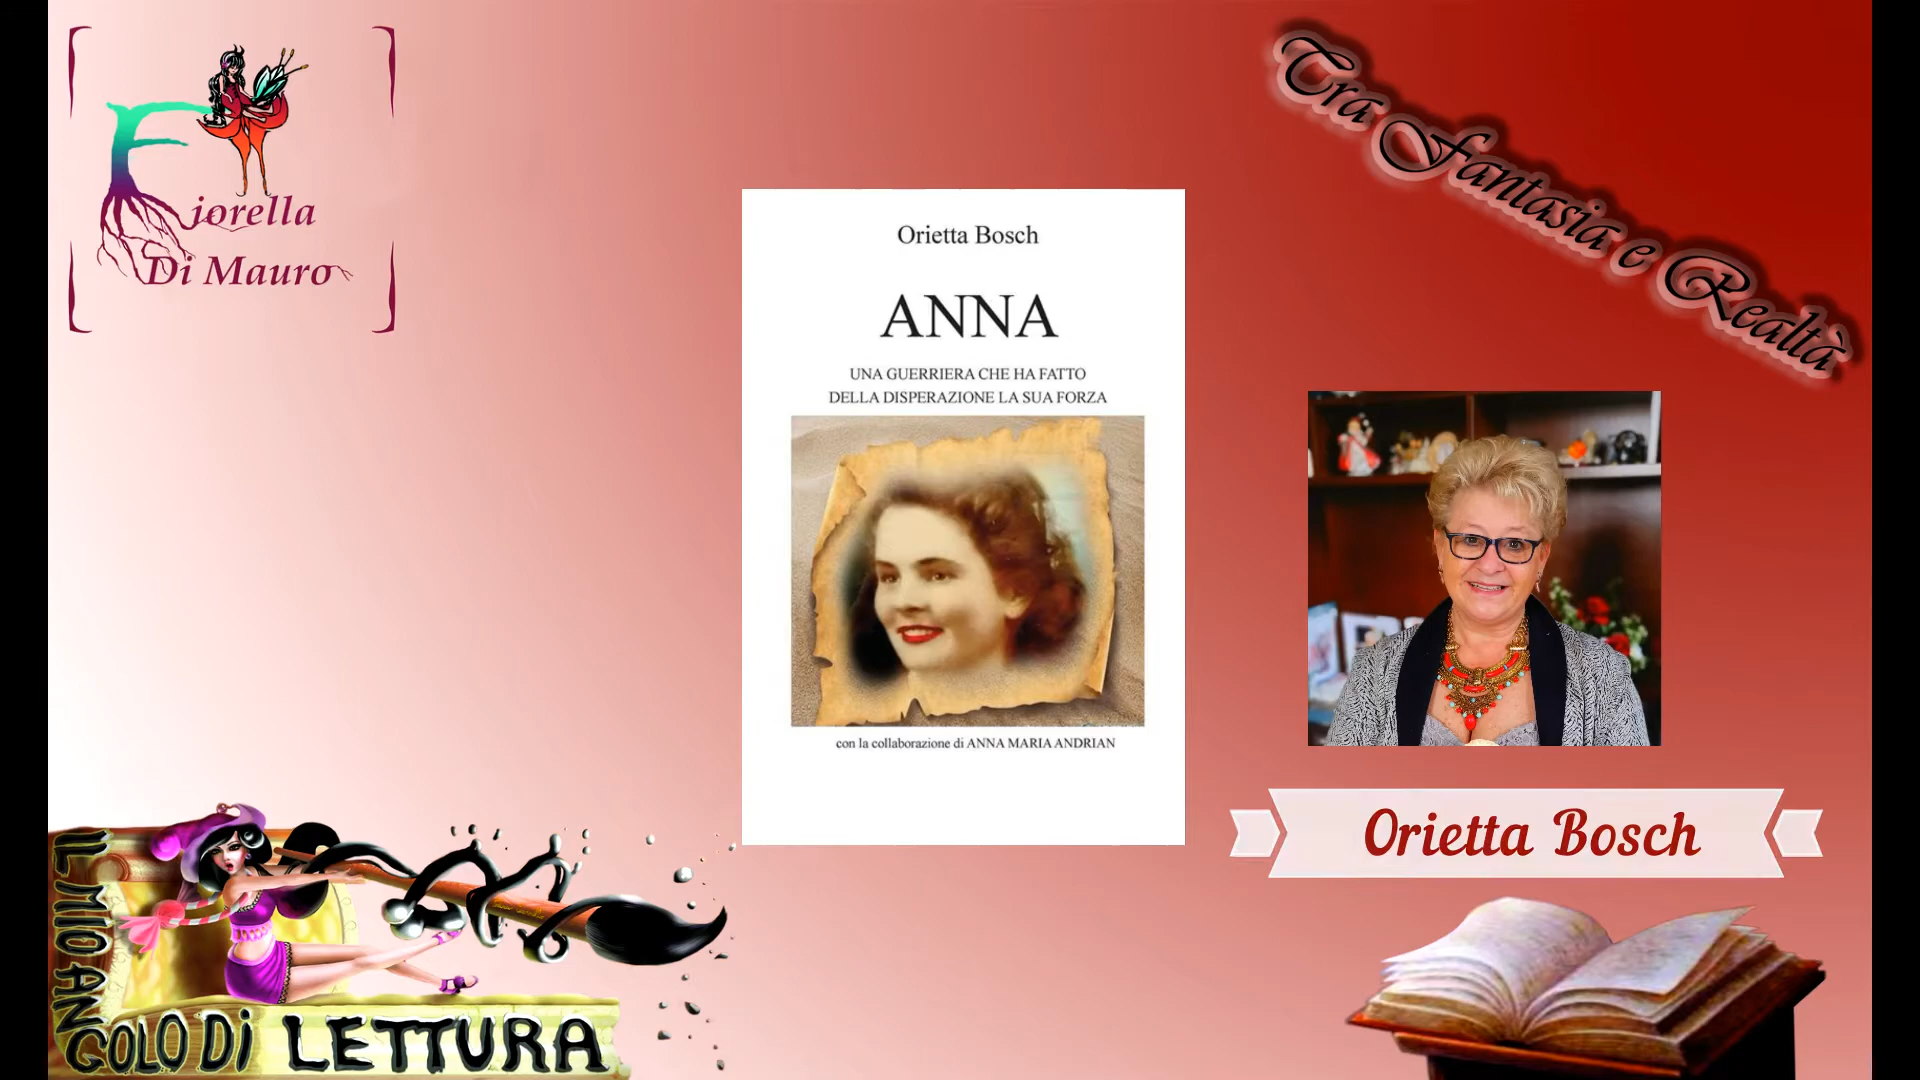 Fiorella
Di Mauro
Tra Fantasia e Realtà
Orietta Bosch
ANNA
UNA GUERRIERA CHE HA FATTO
DELLA DISPERAZIONE LA SUA FORZA
con la collaborazione di ANNA MARIA ANDRIAN
Orietta Bosch
IL MIO ANGOLO Di LETTURA